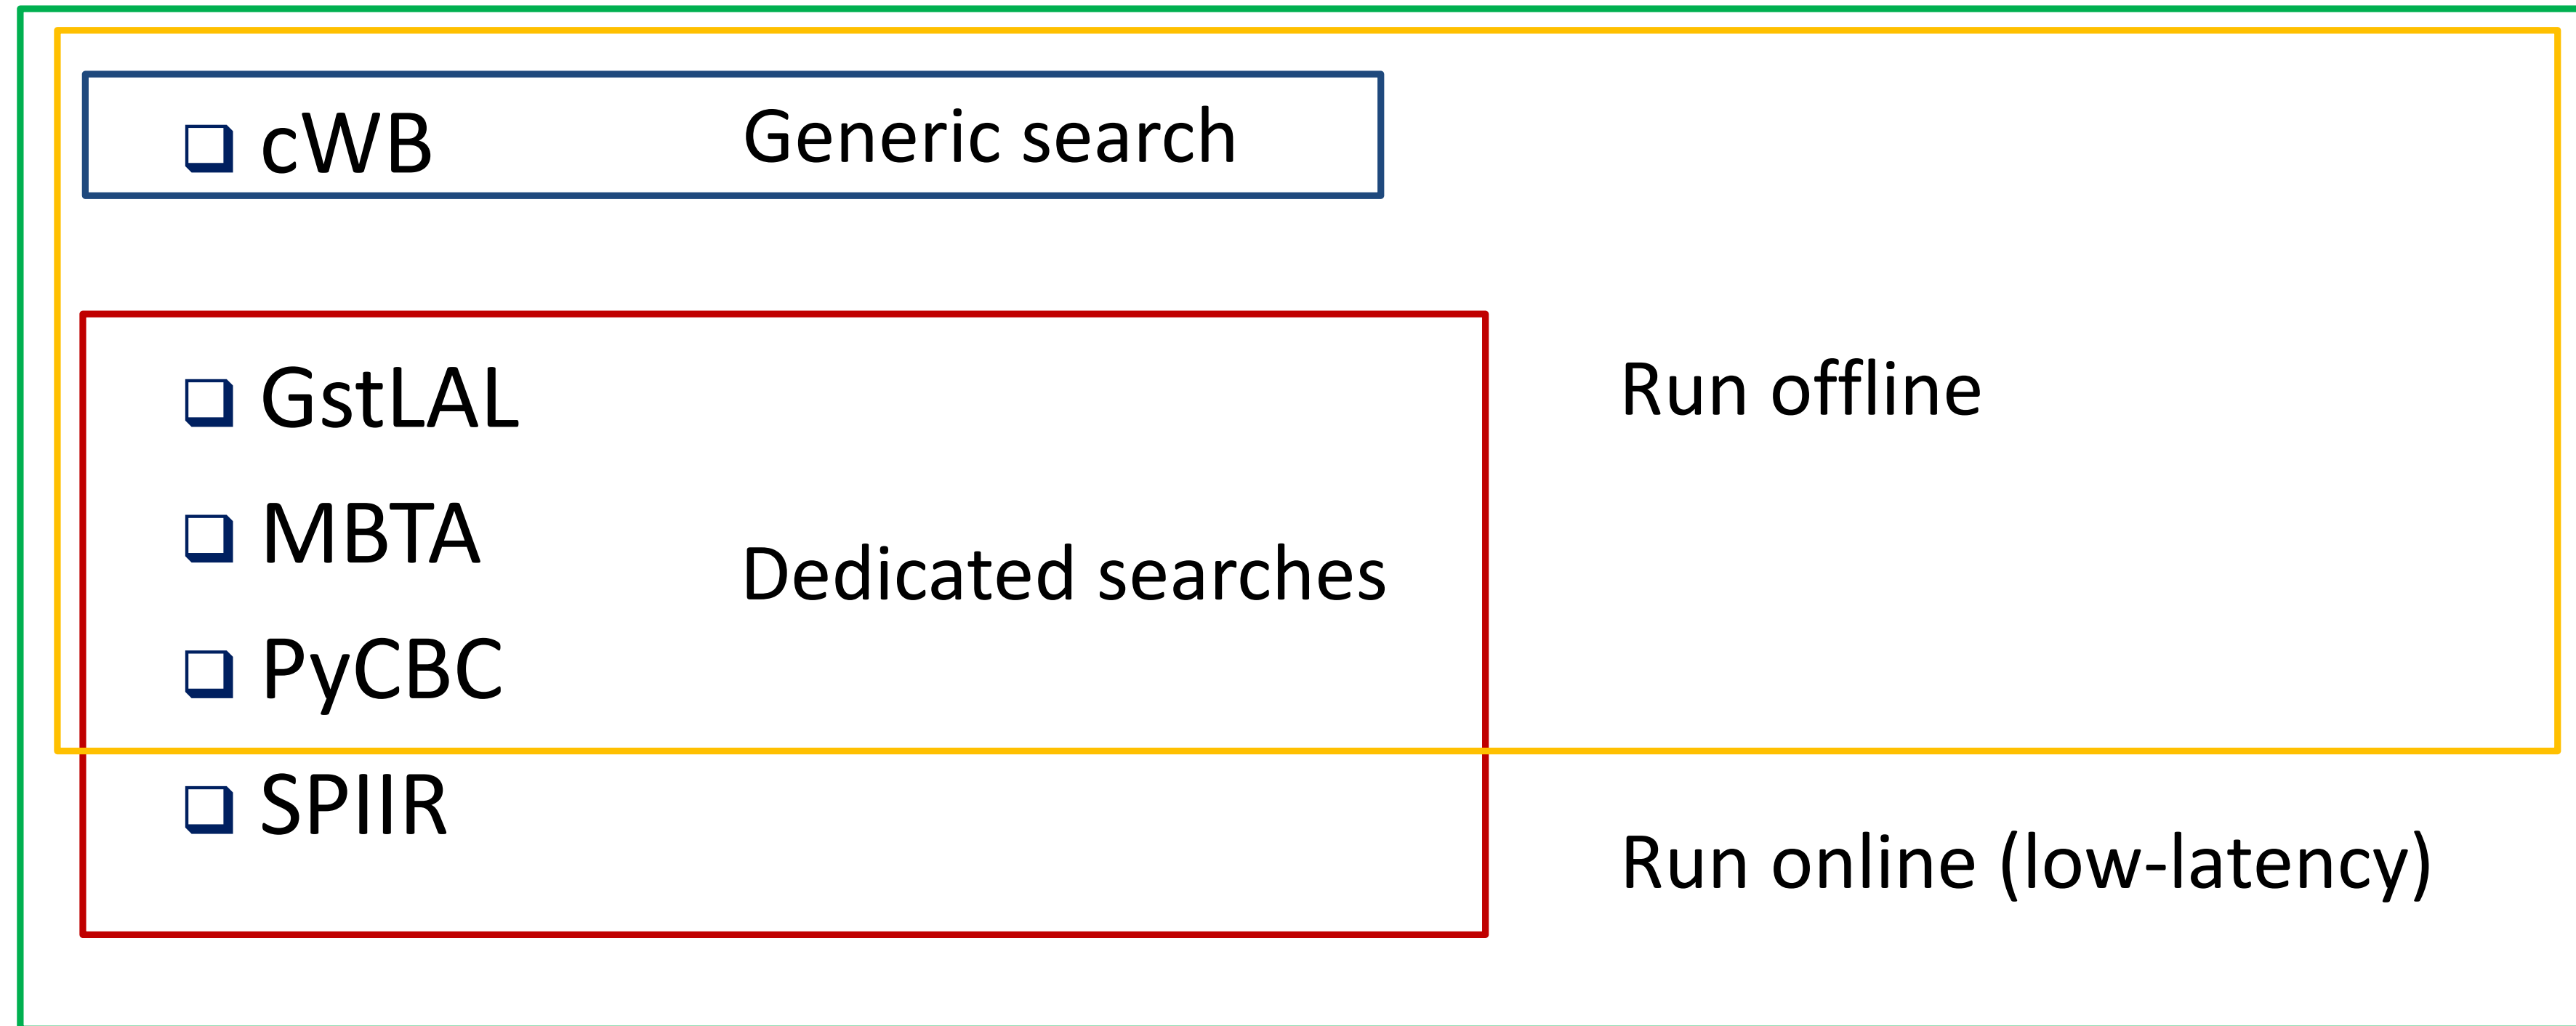 cWB Generic search
GstLAL
Run offline
MBTA
Dedicated searches
PyCBC
SPIIR
Run online (low-latency)